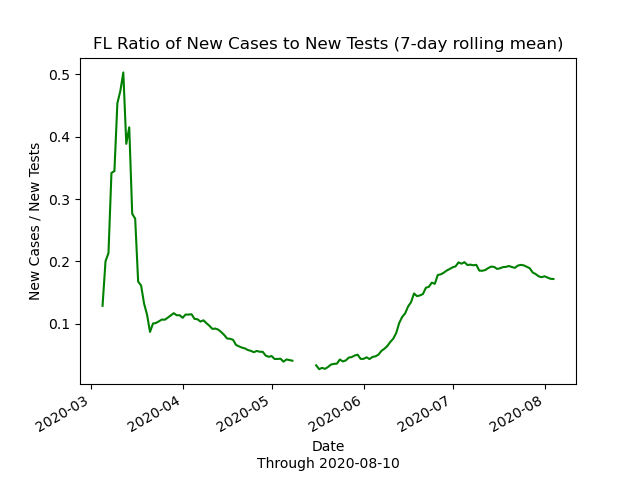 FL Ratio of New Cases to New Tests (7-day rolling mean)
0.5
0.4
0.3
0.2
0.1
New Cases / New Tests
2020-03
2020-04
2020-05
2020-06
2020-07
2020-08
Date
Through 2020-08-10